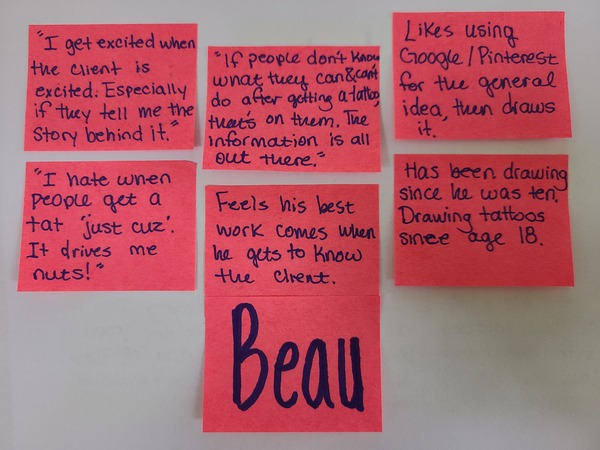 "I get excited when
the client is
excited. Especially
if they tell me the
story behind it."
"If people don't know
what they can & can't
do after getting a tattoo,
that's on them. The
information is all
out there."
Likes using
Google/Pinterest
for the general
idea, then draws
it.
"I hate when
people get a
tat 'just cuz'.
It drives me
nuts!"
Feels his best
work comes when
he gets to know
the client.
Has been drawing
since he was ten,
Drawing tattoos
since age 18.
Beau